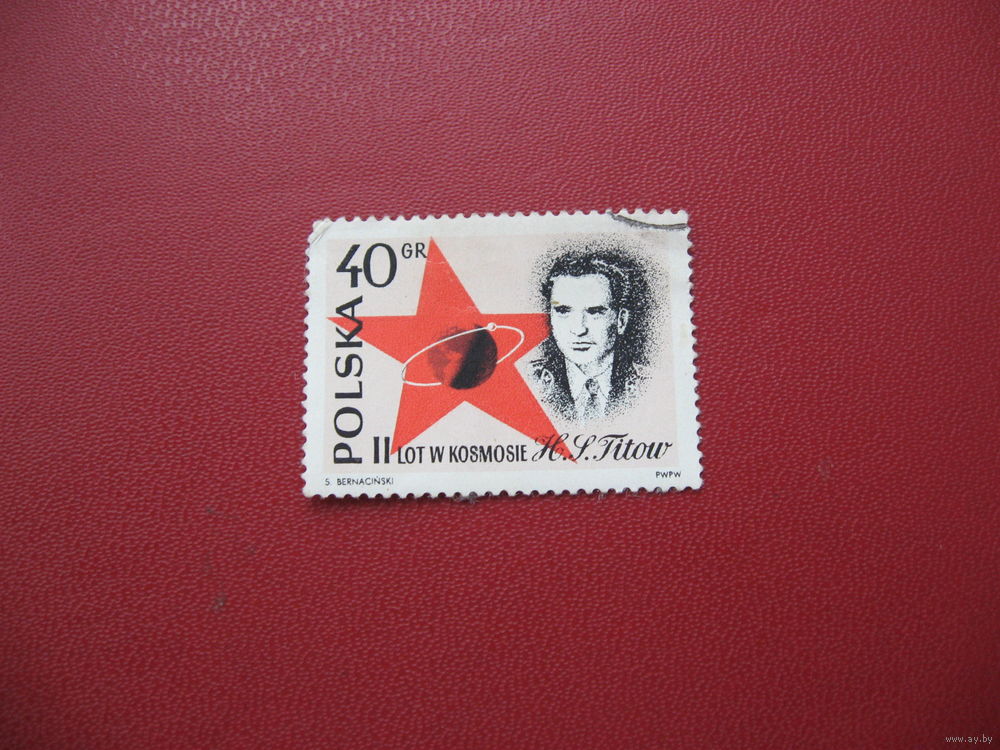 40 GR
POLSKA
II LOT W KOSMOSIE H. S. Titow
S. BERNACIŃSKI
PWPW
www.ay.by